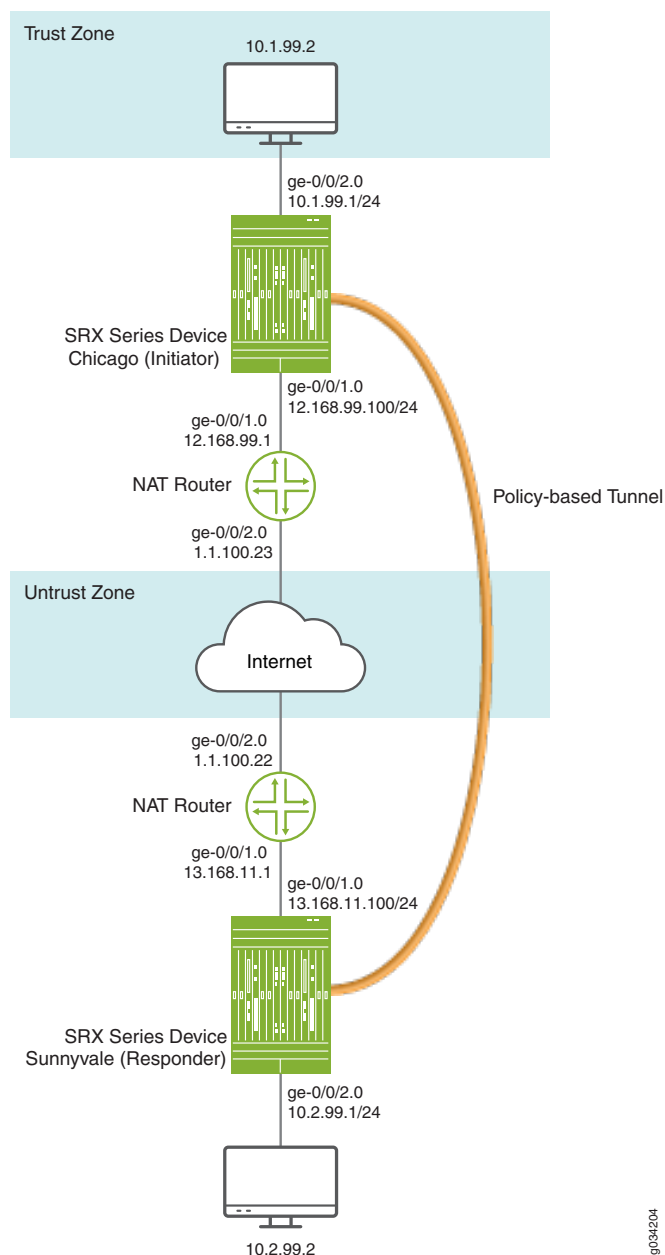 Trust Zone
10.1.99.2
ge-0/0/2.0
10.1.99.1/24
SRX Series Device
Chicago (Initiator)
ge-0/0/1.0
12.168.99.100/24
ge-0/0/1.0
12.168.99.1
NAT Router
Policy-based Tunnel
ge-0/0/2.0
1.1.100.23
Untrust Zone
Internet
ge-0/0/2.0
1.1.100.22
NAT Router
ge-0/0/1.0
13.168.11.1
ge-0/0/1.0
13.168.11.100/24
SRX Series Device
Sunnyvale (Responder)
ge-0/0/2.0
10.2.99.1/24
10.2.99.2
g034204